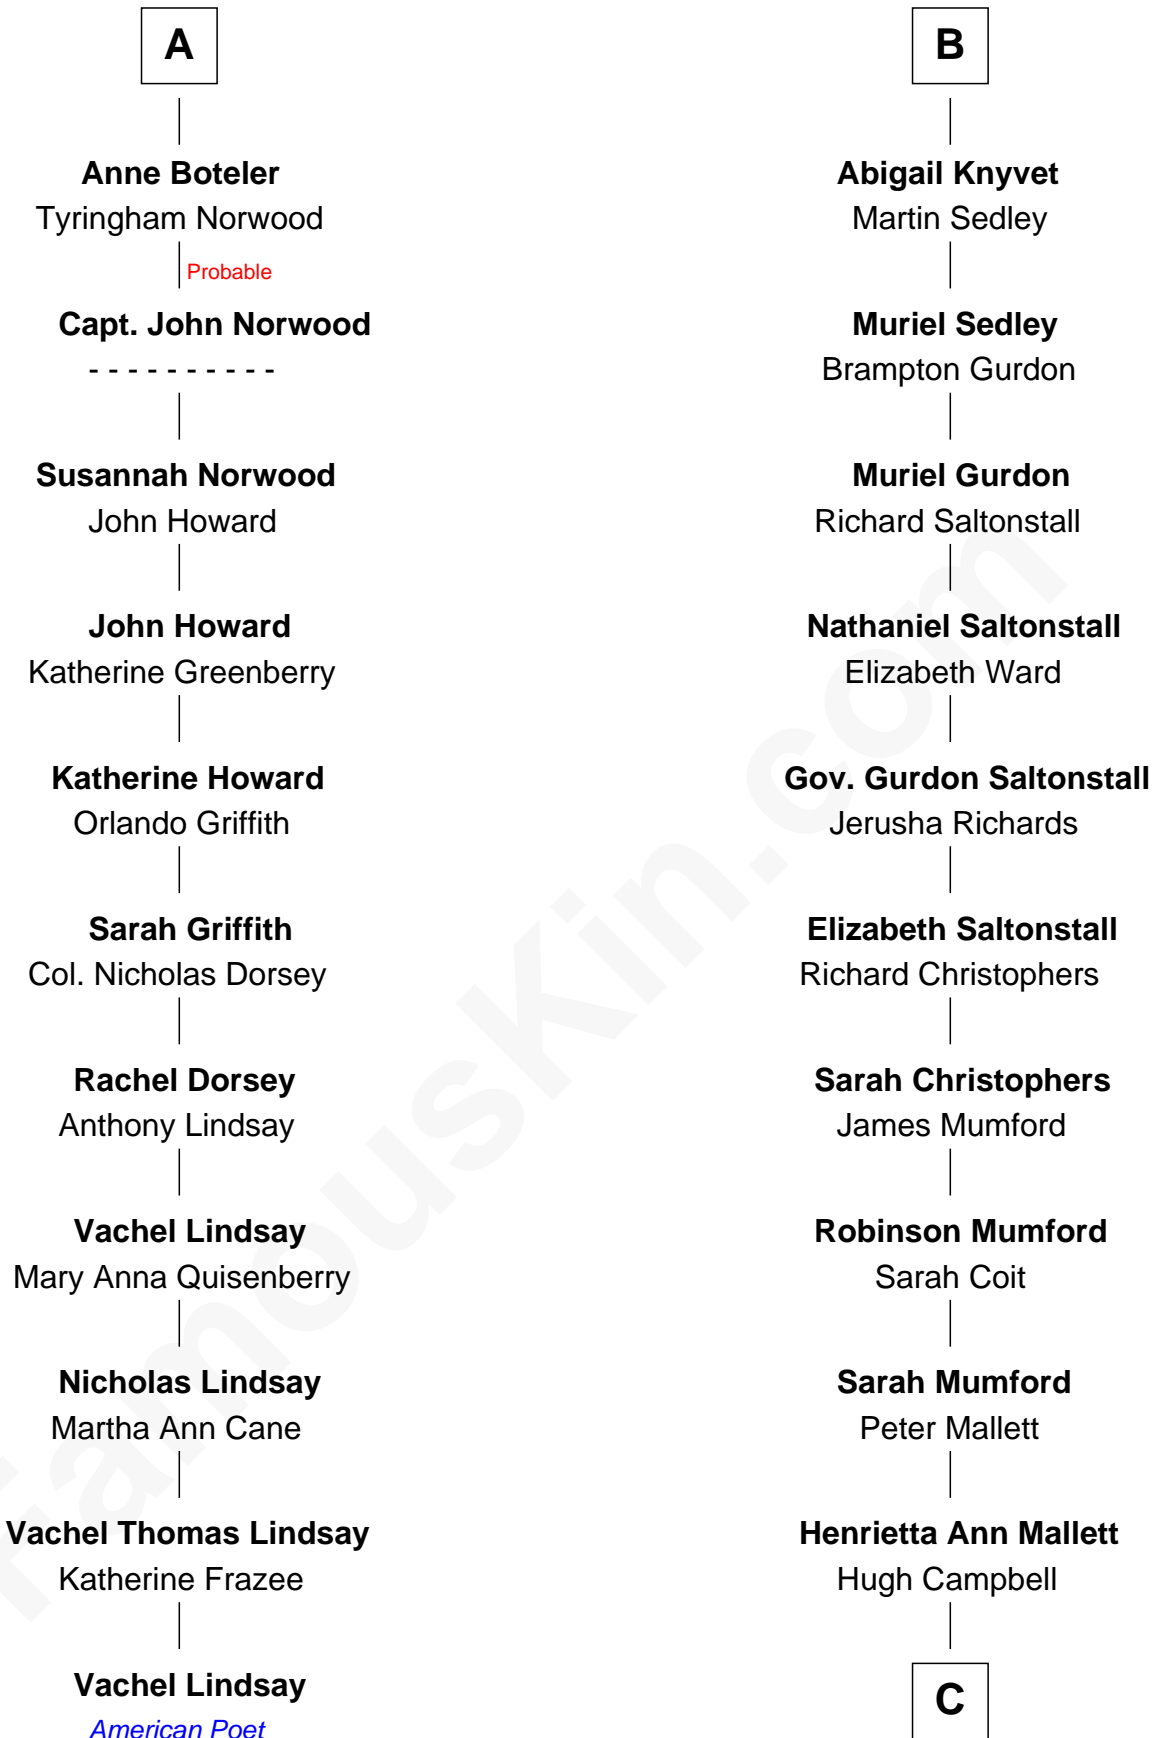 A
Anne Boteler
Tyringham Norwood
Probable
Capt. John Norwood
- - - - - - - - - -
Susannah Norwood
John Howard
John Howard
Katherine Greenberry
Katherine Howard
Orlando Griffith
Sarah Griffith
Col. Nicholas Dorsey
Rachel Dorsey
Anthony Lindsay
Vachel Lindsay
Mary Anna Quisenberry
Nicholas Lindsay
Martha Ann Cane
Vachel Thomas Lindsay
Katherine Frazee
Vachel Lindsay
American Poet
B
Abigail Knyvet
Martin Sedley
Muriel Sedley
Brampton Gurdon
Muriel Gurdon
Richard Saltonstall
Nathaniel Saltonstall
Elizabeth Ward
Gov. Gurdon Saltonstall
Jerusha Richards
Elizabeth Saltonstall
Richard Christophers
Sarah Christophers
James Mumford
Robinson Mumford
Sarah Coit
Sarah Mumford
Peter Mallett
Henrietta Ann Mallett
Hugh Campbell
C
FamousKin.com